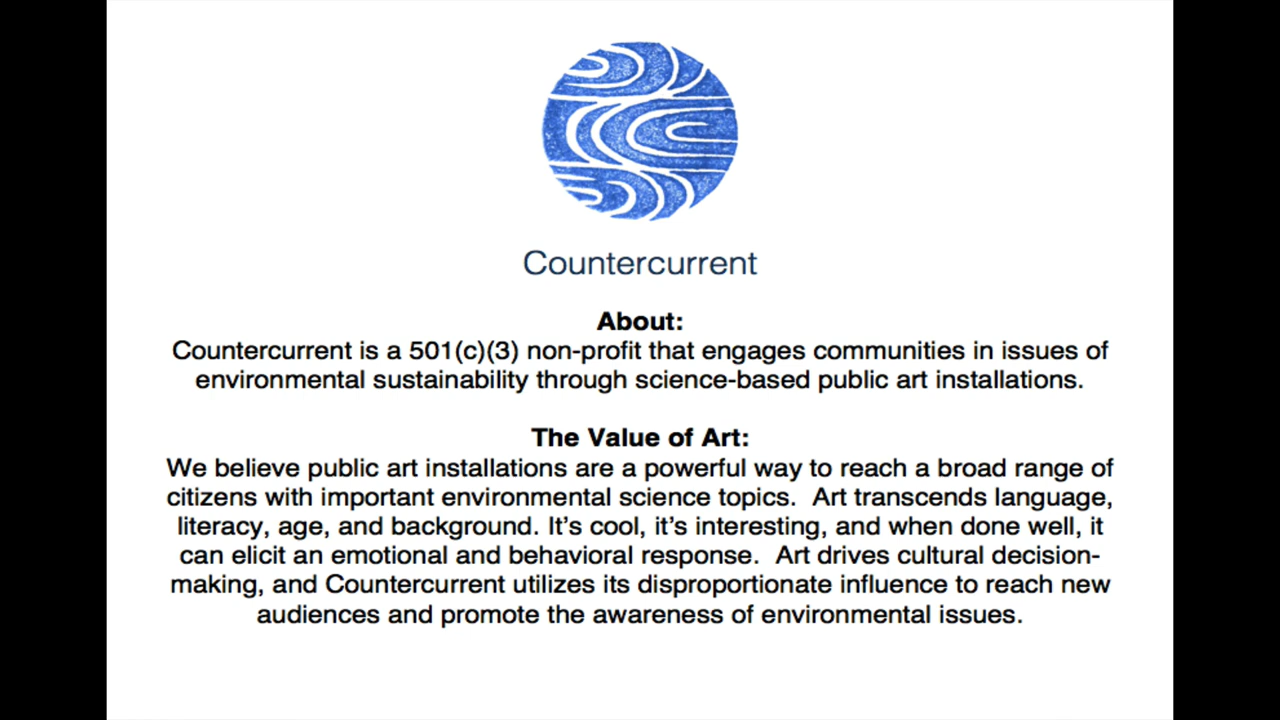 Countercurrent
About:
Countercurrent is a 501(c)(3) non-profit that engages communities in issues of
environmental sustainability through science-based public art installations.
The Value of Art:
We believe public art installations are a powerful way to reach a broad range of
citizens with important environmental science topics.  Art transcends language,
literacy, age, and background. It's cool, it's interesting, and when done well, it
can elicit an emotional and behavioral response.  Art drives cultural decision-
making, and Countercurrent utilizes its disproportionate influence to reach new
audiences and promote the awareness of environmental issues.